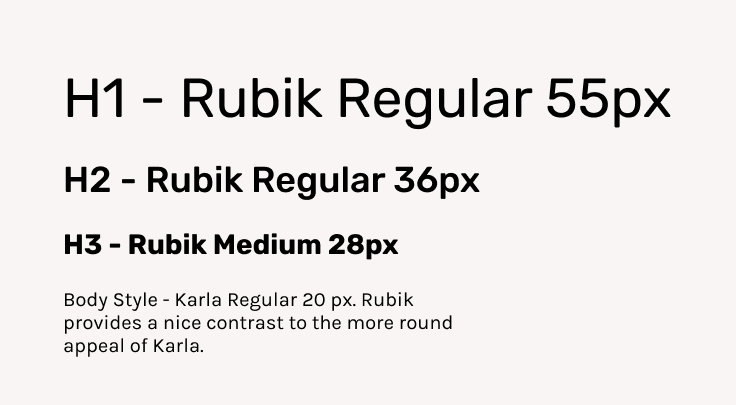 H1 - Rubik Regular 55px
H2 - Rubik Regular 36px
H3 - Rubik Medium 28px
Body Style - Karla Regular 20 px. Rubik
provides a nice contrast to the more round
appeal of Karla.